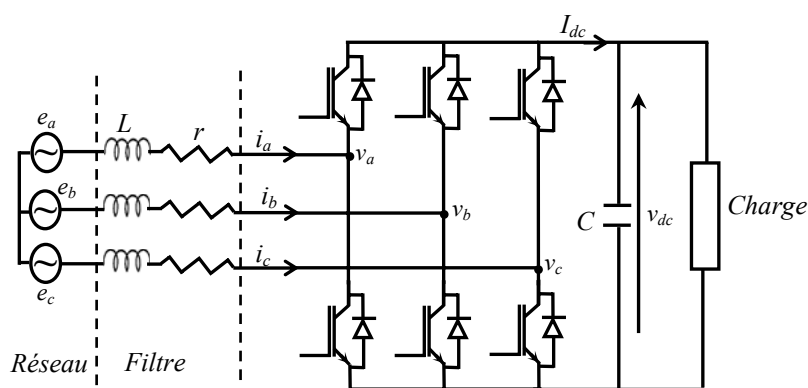 I_dc
e_a
L
r
i_a
v_a
e_b
i_b
v_b
C
v_dc
Charge
i_c
v_c
e_c
Réseau
Filtre